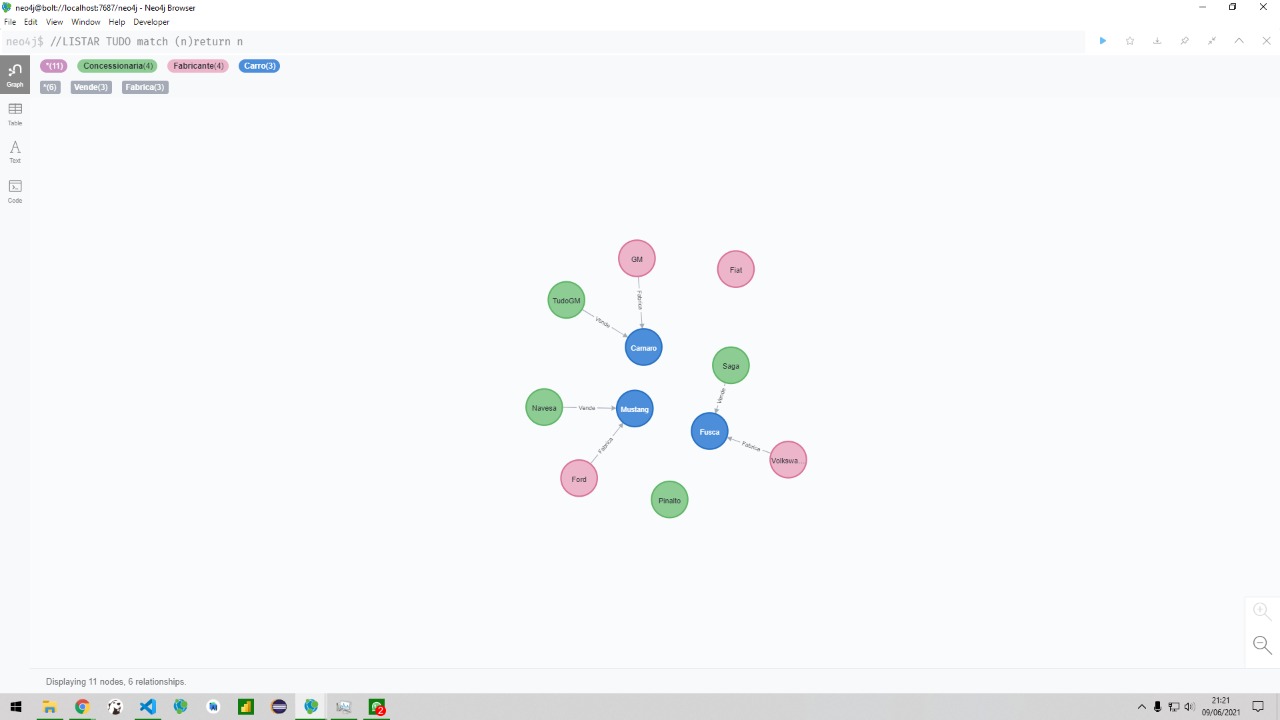 neo4j@bolt://localhost:7687/neo4j - Neo4j Browser
File Edit View Window Help Developer
neo4j$ //LISTAR TUDO match (n)return n
*(11) Concessionaria(4) Fabricante(4) Carro(3)
*(6) Vende(3) Fabrica(3)
Graph
Table
Text
Code
GM
Fiat
TudoGM
Fabrica
Vende
Camaro
Saga
Vende
Navesa
Vende
Mustang
Fusca
Fabrica
Fabrica
Volkswa...
Ford
Pinalto
Displaying 11 nodes, 6 relationships.
2
21:21
09/06/2021